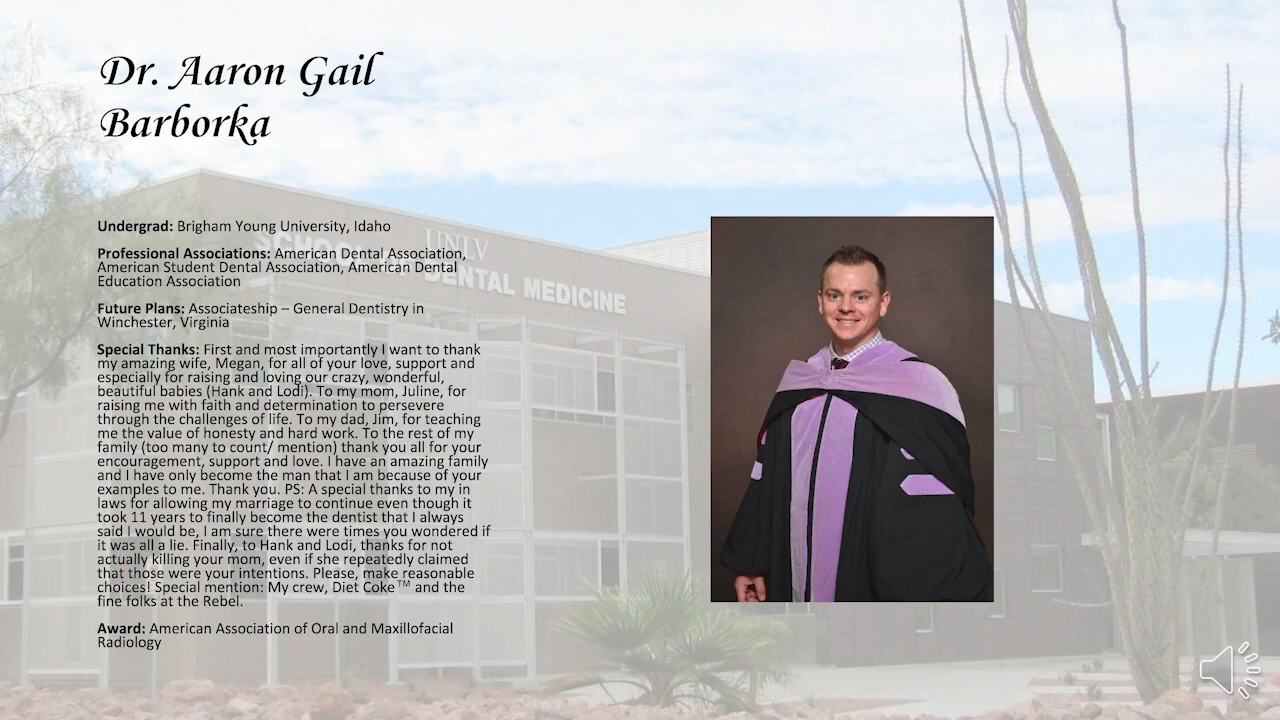 Dr. Aaron Gail
Barborka
UNLV
SCHOOL
DENTAL MEDICINE
Undergrad: Brigham Young University, Idaho
Professional Associations: American Dental Association,
American Student Dental Association, American Dental
Education Association
Future Plans: Associateship – General Dentistry in
Winchester, Virginia
Special Thanks: First and most importantly I want to thank
my amazing wife, Megan, for all of your love, support and
especially for raising and loving our crazy, wonderful,
beautiful babies (Hank and Lodi). To my mom, Juline, for
raising me with faith and determination to persevere
through the challenges of life. To my dad, Jim, for teaching
me the value of honesty and hard work. To the rest of my
family (too many to count/ mention) thank you all for your
encouragement, support and love. I have an amazing family
and I have only become the man that I am because of your
examples to me. Thank you. PS: A special thanks to my in
laws for allowing my marriage to continue even though it
took 11 years to finally become the dentist that I always
said I would be, I am sure there were times you wondered if
it was all a lie. Finally, to Hank and Lodi, thanks for not
actually killing your mom, even if she repeatedly claimed
that those were your intentions. Please, make reasonable
choices! Special mention: My crew, Diet Coke™ and the
fine folks at the Rebel.
Award: American Association of Oral and Maxillofacial
Radiology